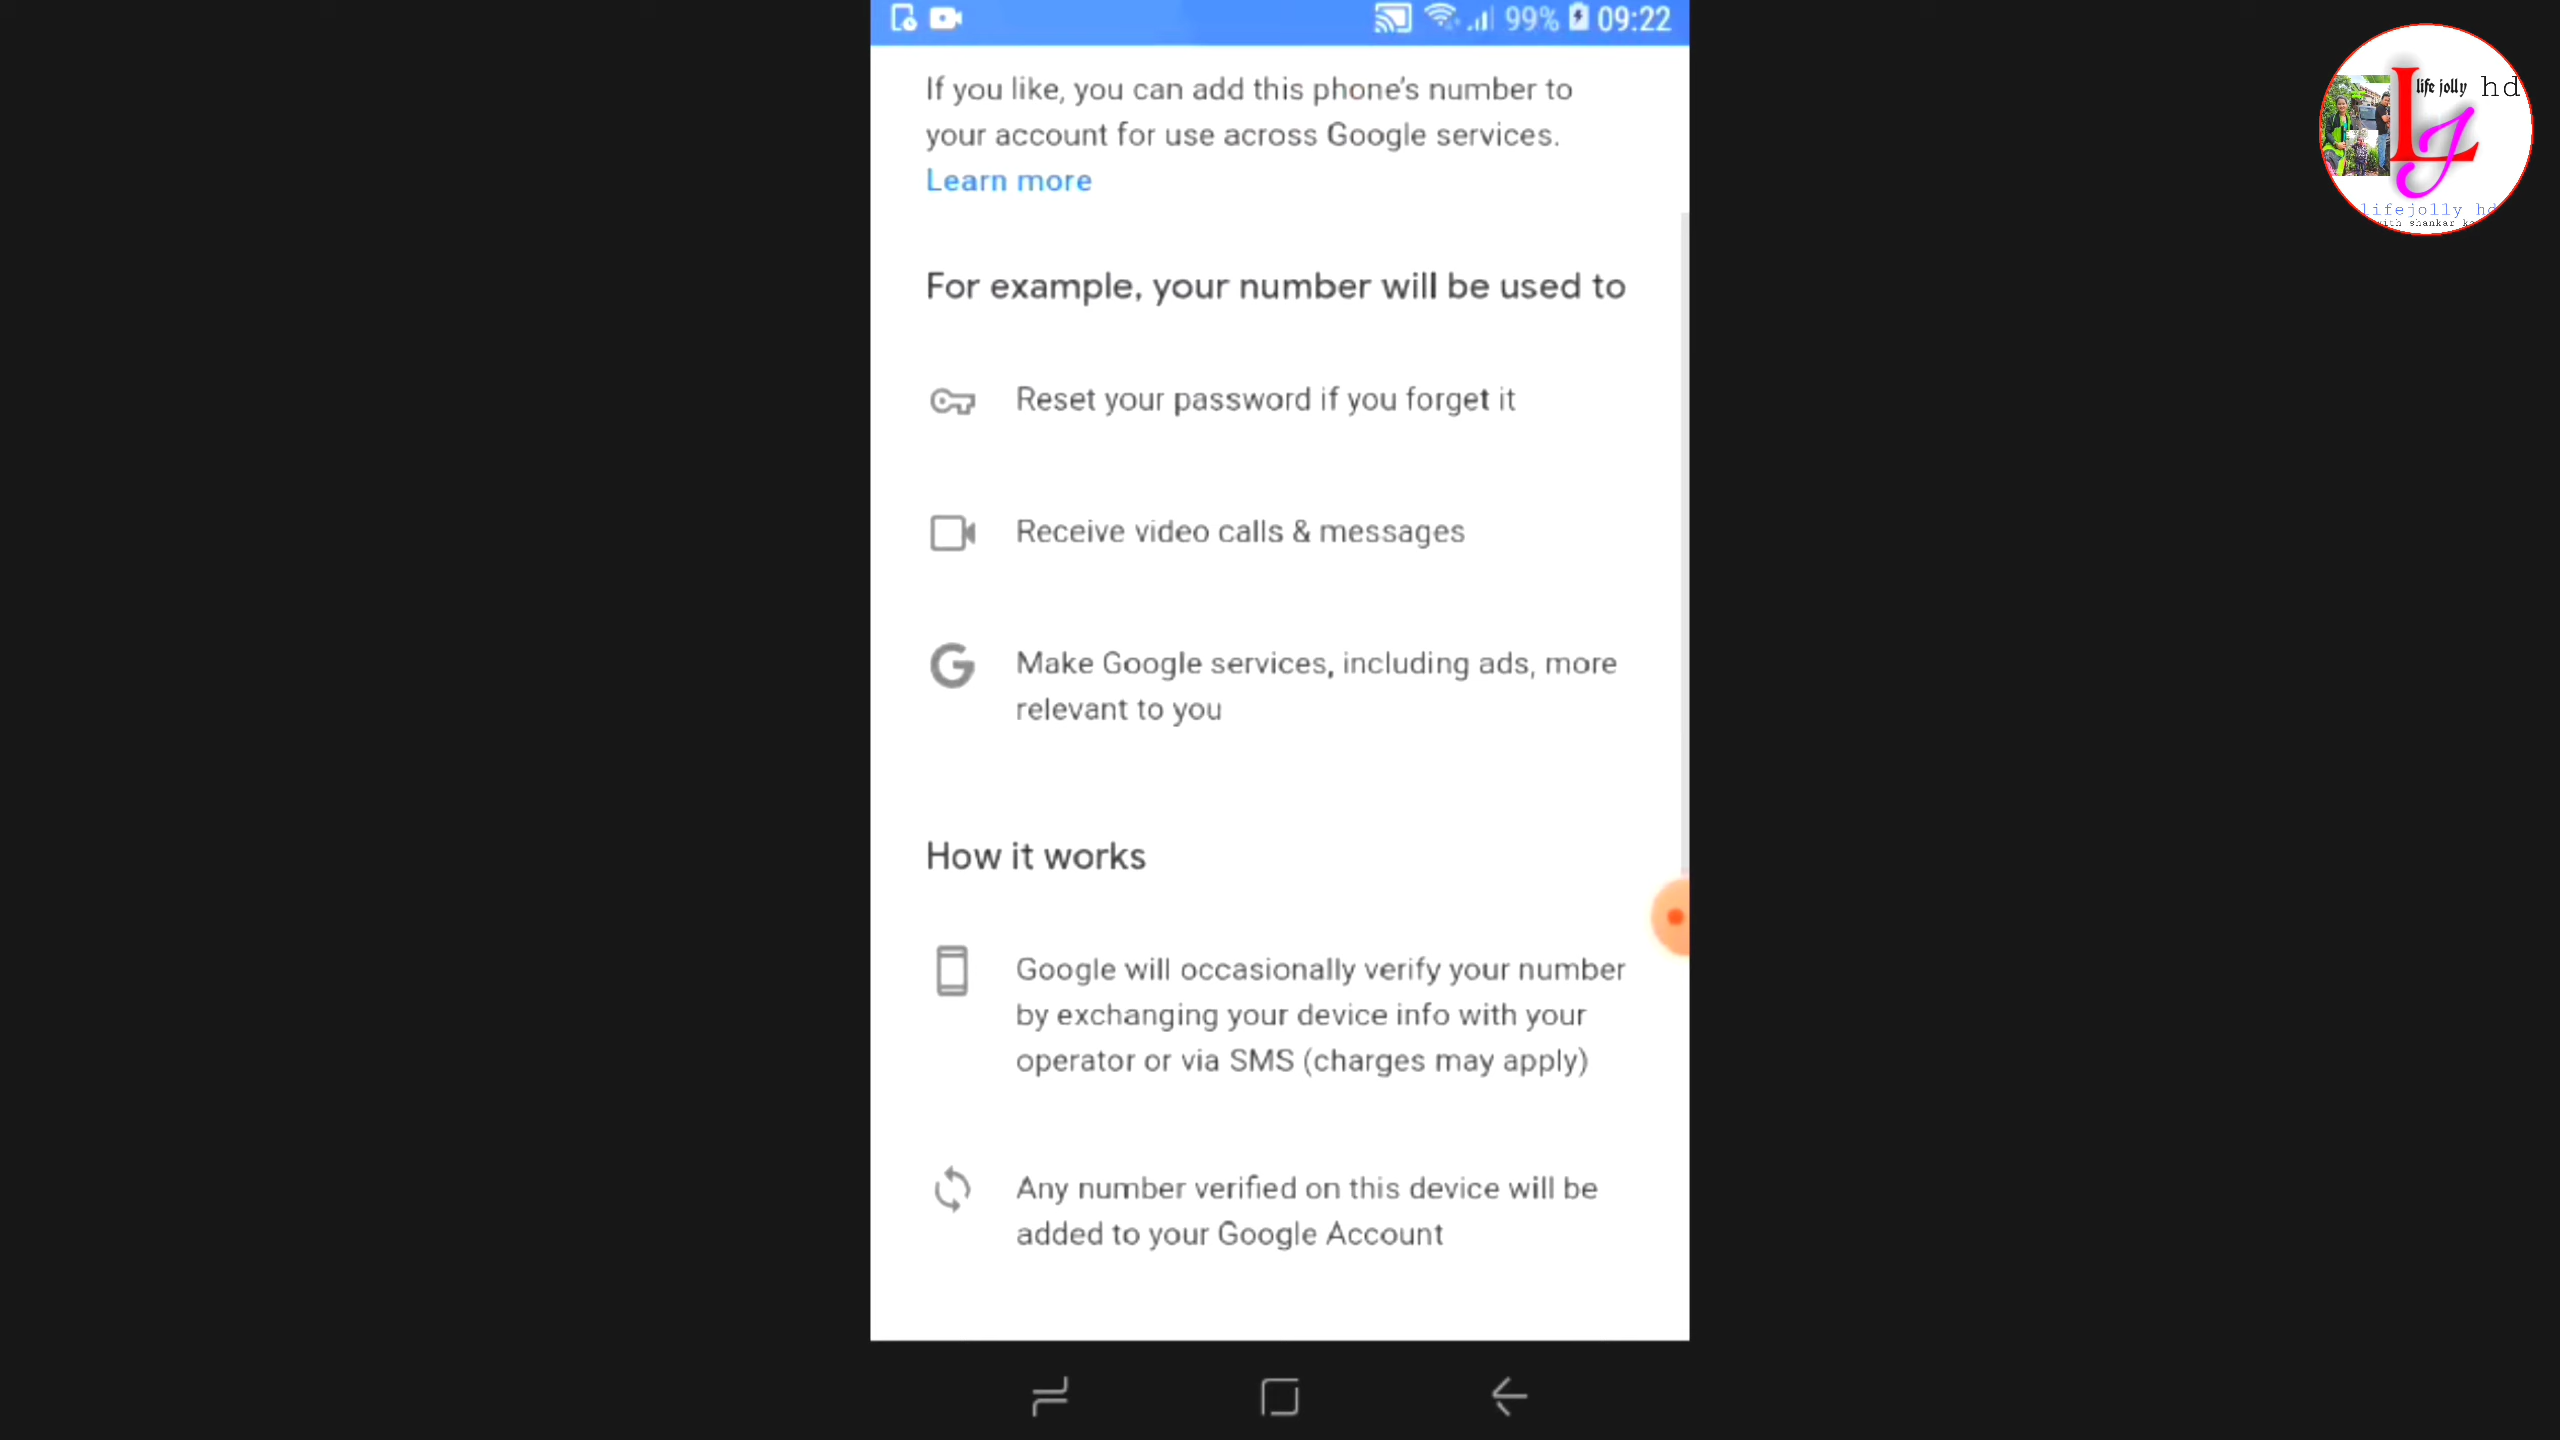 99% 09:22
If you like, you can add this phone's number to
your account for use across Google services.
Learn more
For example, your number will be used to
Reset your password if you forget it
Receive video calls & messages
Make Google services, including ads, more
relevant to you
How it works
Google will occasionally verify your number
by exchanging your device info with your
operator or via SMS (charges may apply)
Any number verified on this device will be
added to your Google Account
life jolly hd
LJ
lifejolly hd
with shankar